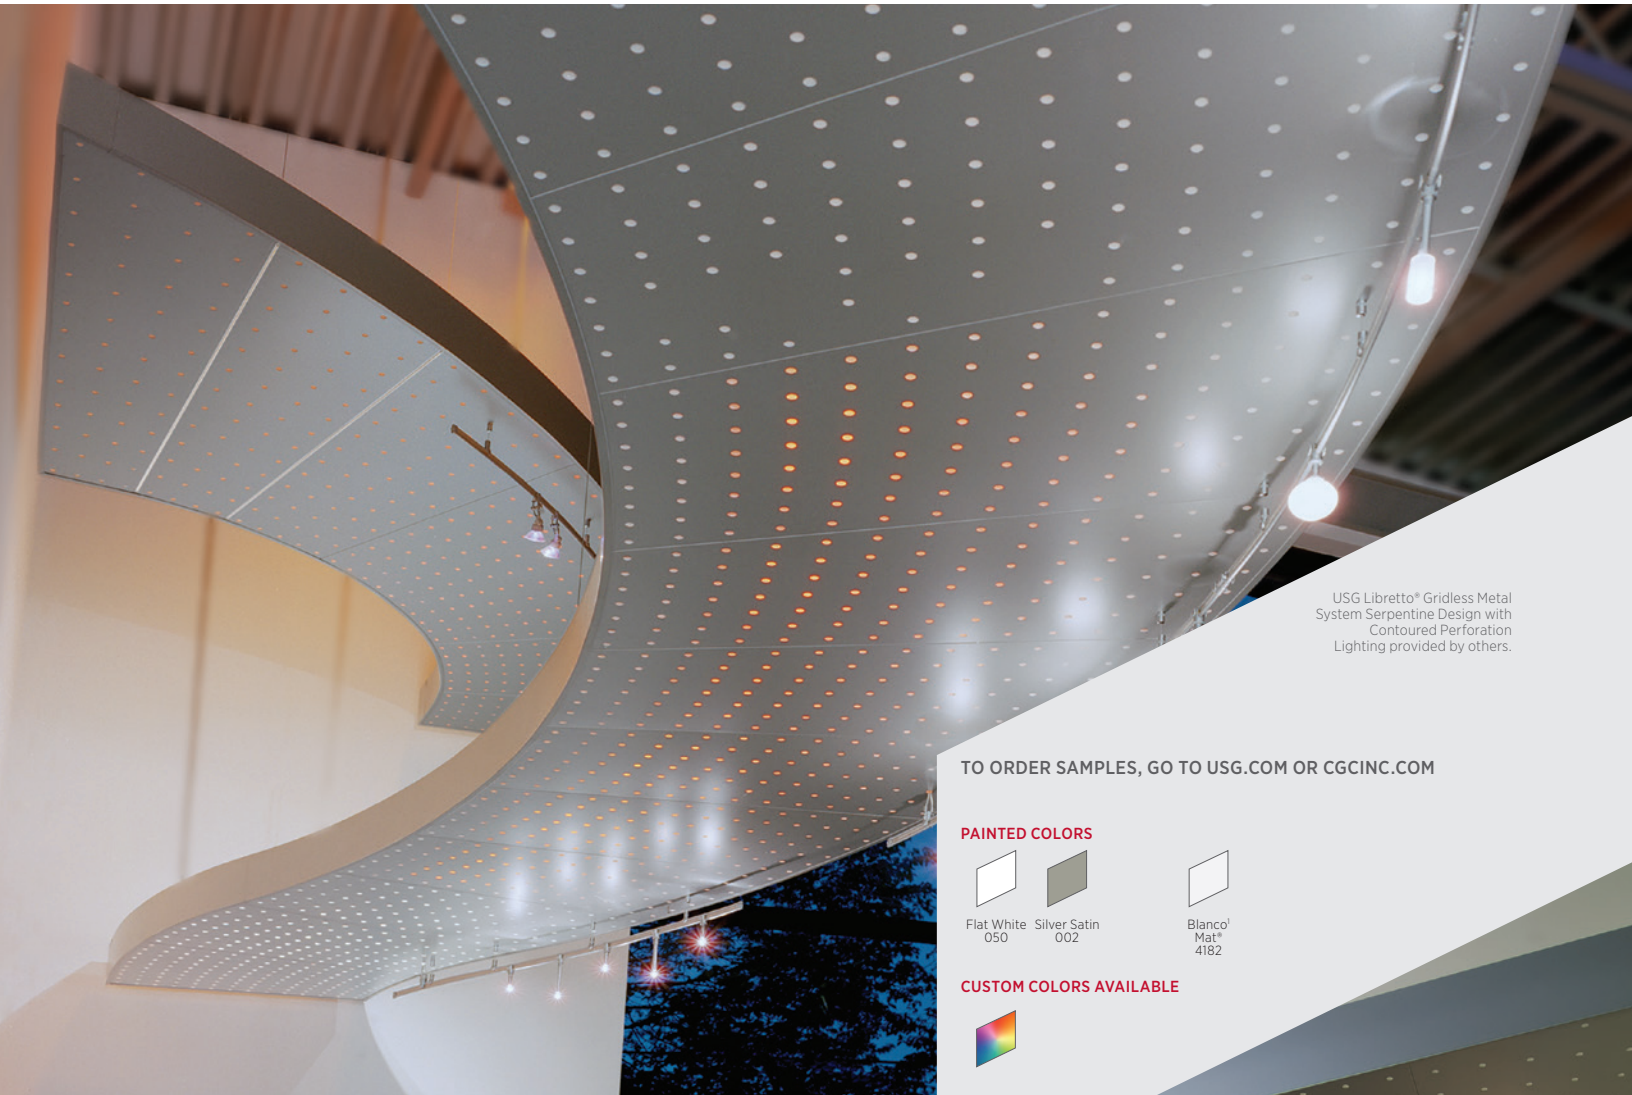 USG Libretto® Gridless Metal
System Serpentine Design with
Contoured Perforation
Lighting provided by others.
TO ORDER SAMPLES, GO TO USG.COM OR CGCINC.COM
PAINTED COLORS
Flat White
050
Silver Satin
002
Blanco¹
Mat®
4182
CUSTOM COLORS AVAILABLE